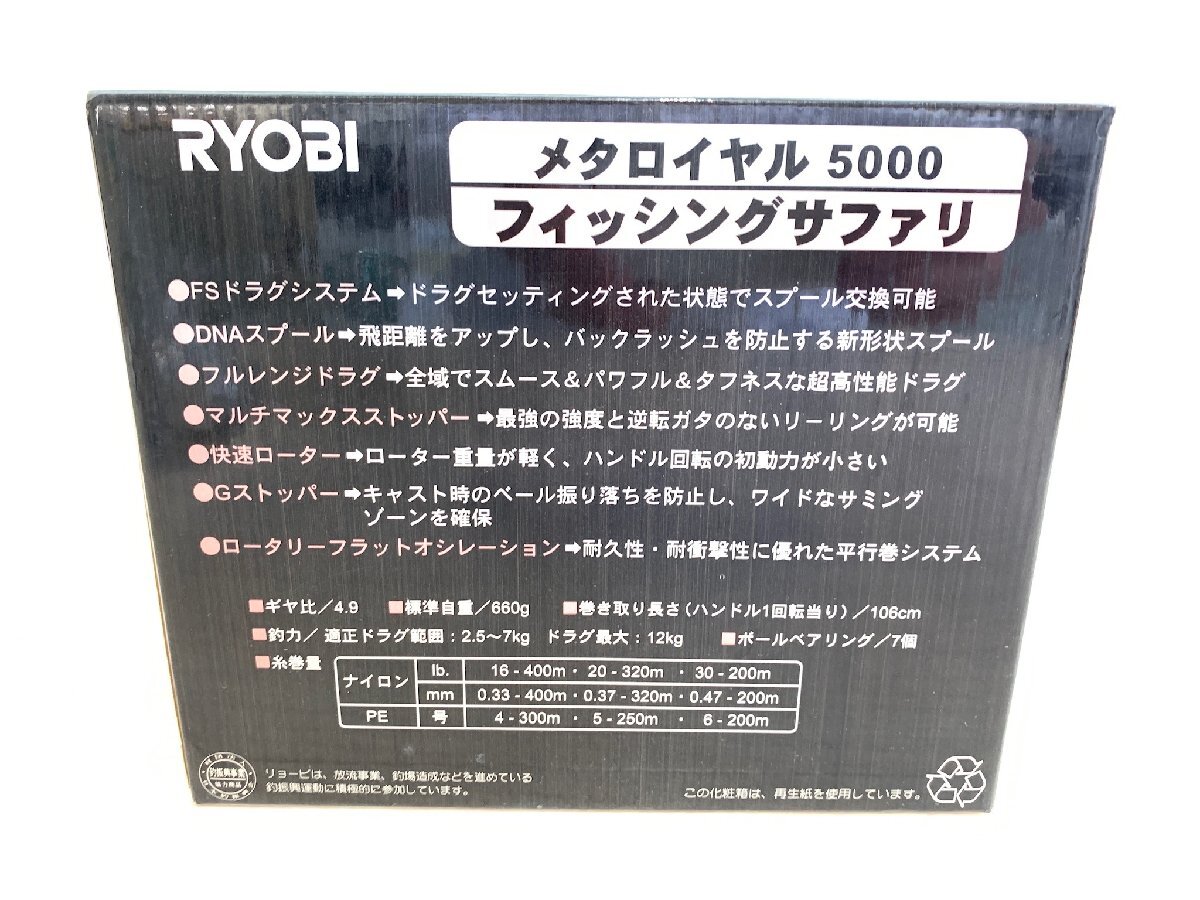 RYOBI
メタロイヤル 5000
フィッシングサファリ
●FSドラグシステム➡ドラグセッティングされた状態でスプール交換可能
●DNAスプール➡飛距離をアップし、バックラッシュを防止する新形状スプール
●フルレンジドラグ➡全域でスムース&パワフル&タフネスな超高性能ドラグ
●マルチマックスストッパー➡最強の強度と逆転ガタのないリーリングが可能
●快速ローター➡ローター重量が軽く、ハンドル回転の初動力が小さい
●Gストッパー➡キャスト時のベール振り落ちを防止し、ワイドなサミング
ゾーンを確保
●ロータリーフラットオシレーション➡耐久性・耐衝撃性に優れた平行巻システム
■ギヤ比/4.9 ■標準自重/660g ■巻き取り長さ(ハンドル1回転当り)/106cm
■釣力/適正ドラグ範囲:2.5〜7kg ドラグ最大:12kg ■ボールベアリング/7個
■糸巻量
ナイロン lb. 16-400m・20-320m・30-200m
mm 0.33-400m・0.37-320m・0.47-200m
PE 号 4-300m・5-250m・6-200m
釣振興事業
協力商品
リョービは、放流事業、釣場造成などを進めている
釣振興運動に積極的に参加しています。
この化粧箱は、再生紙を使用しています。